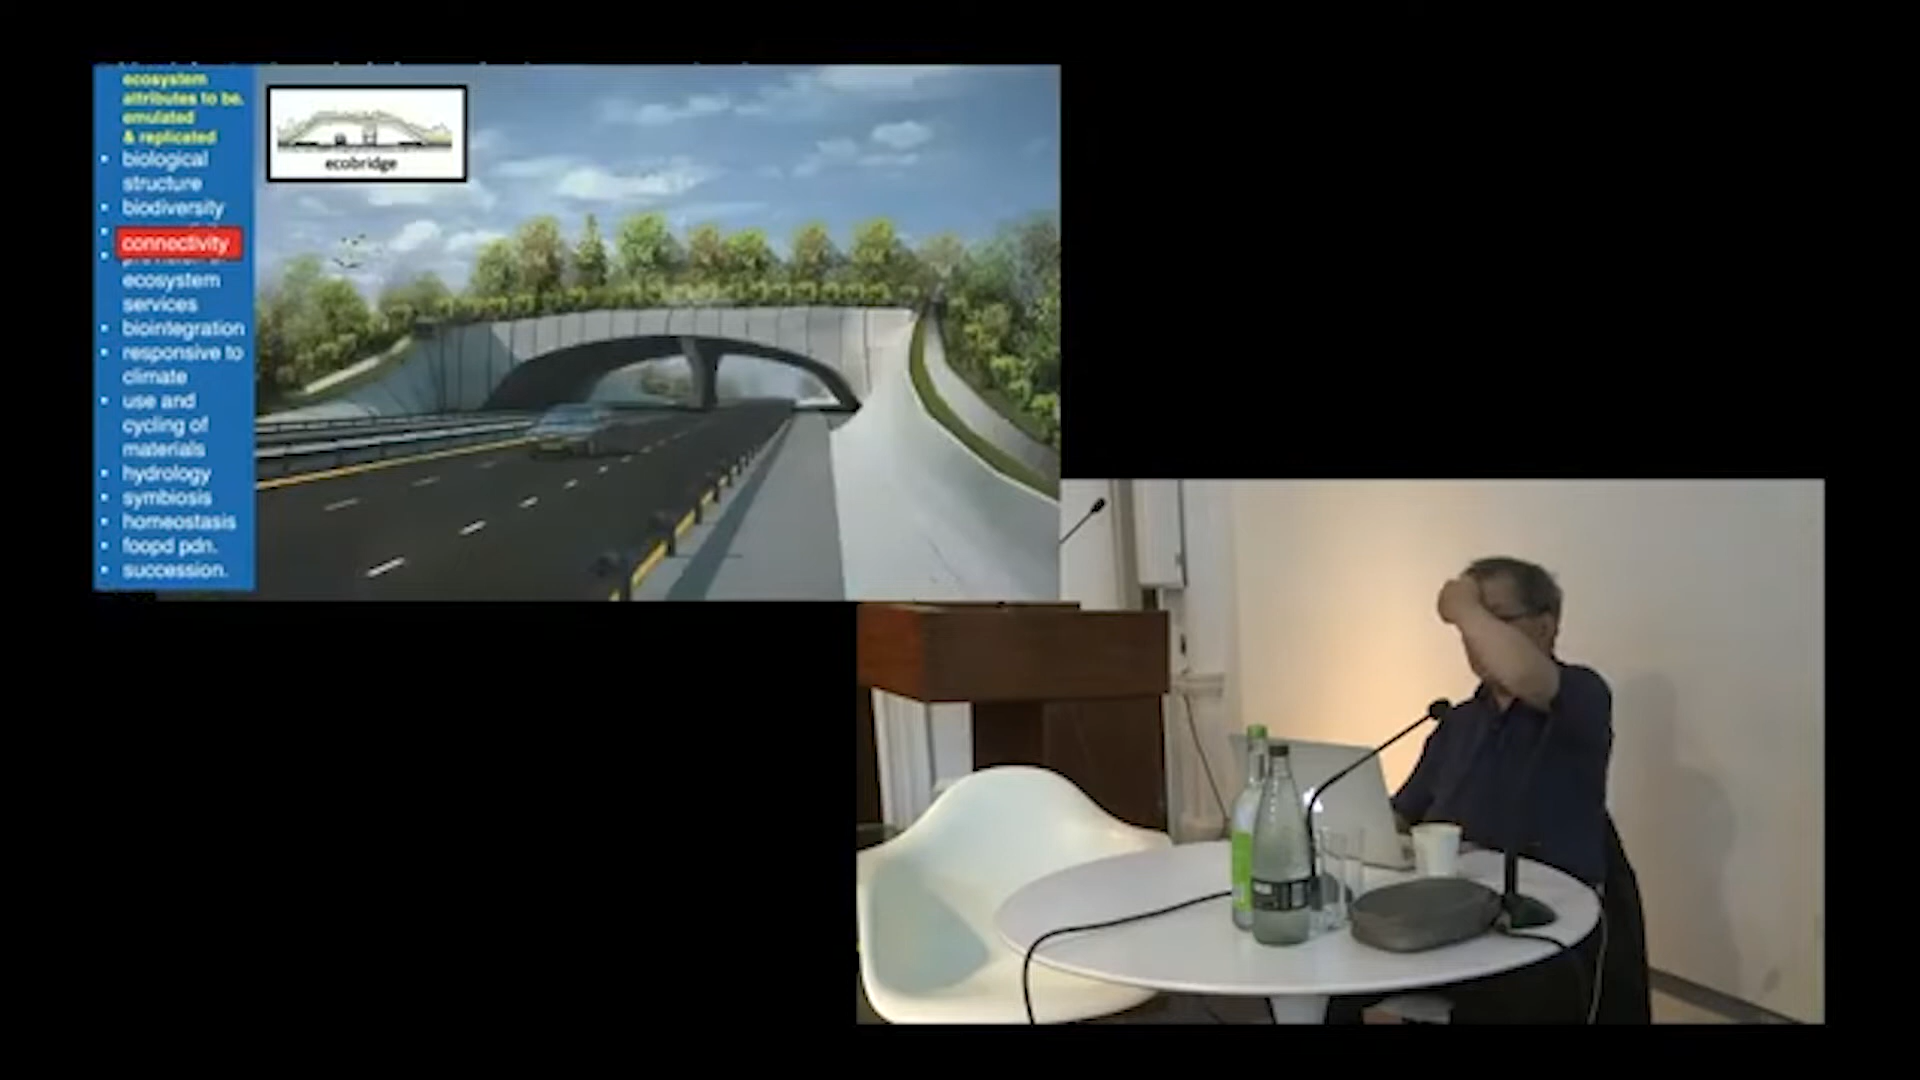 ecosystem
attributes to be.
emulated
& replicated
• biological
structure
• biodiversity
• connectivity
• ecosystem
services
• biointegration
• responsive to
climate
• use and
cycling of
materials
• hydrology
• symbiosis
• homeostasis
• foopd pdn.
• succession.
ecobridge